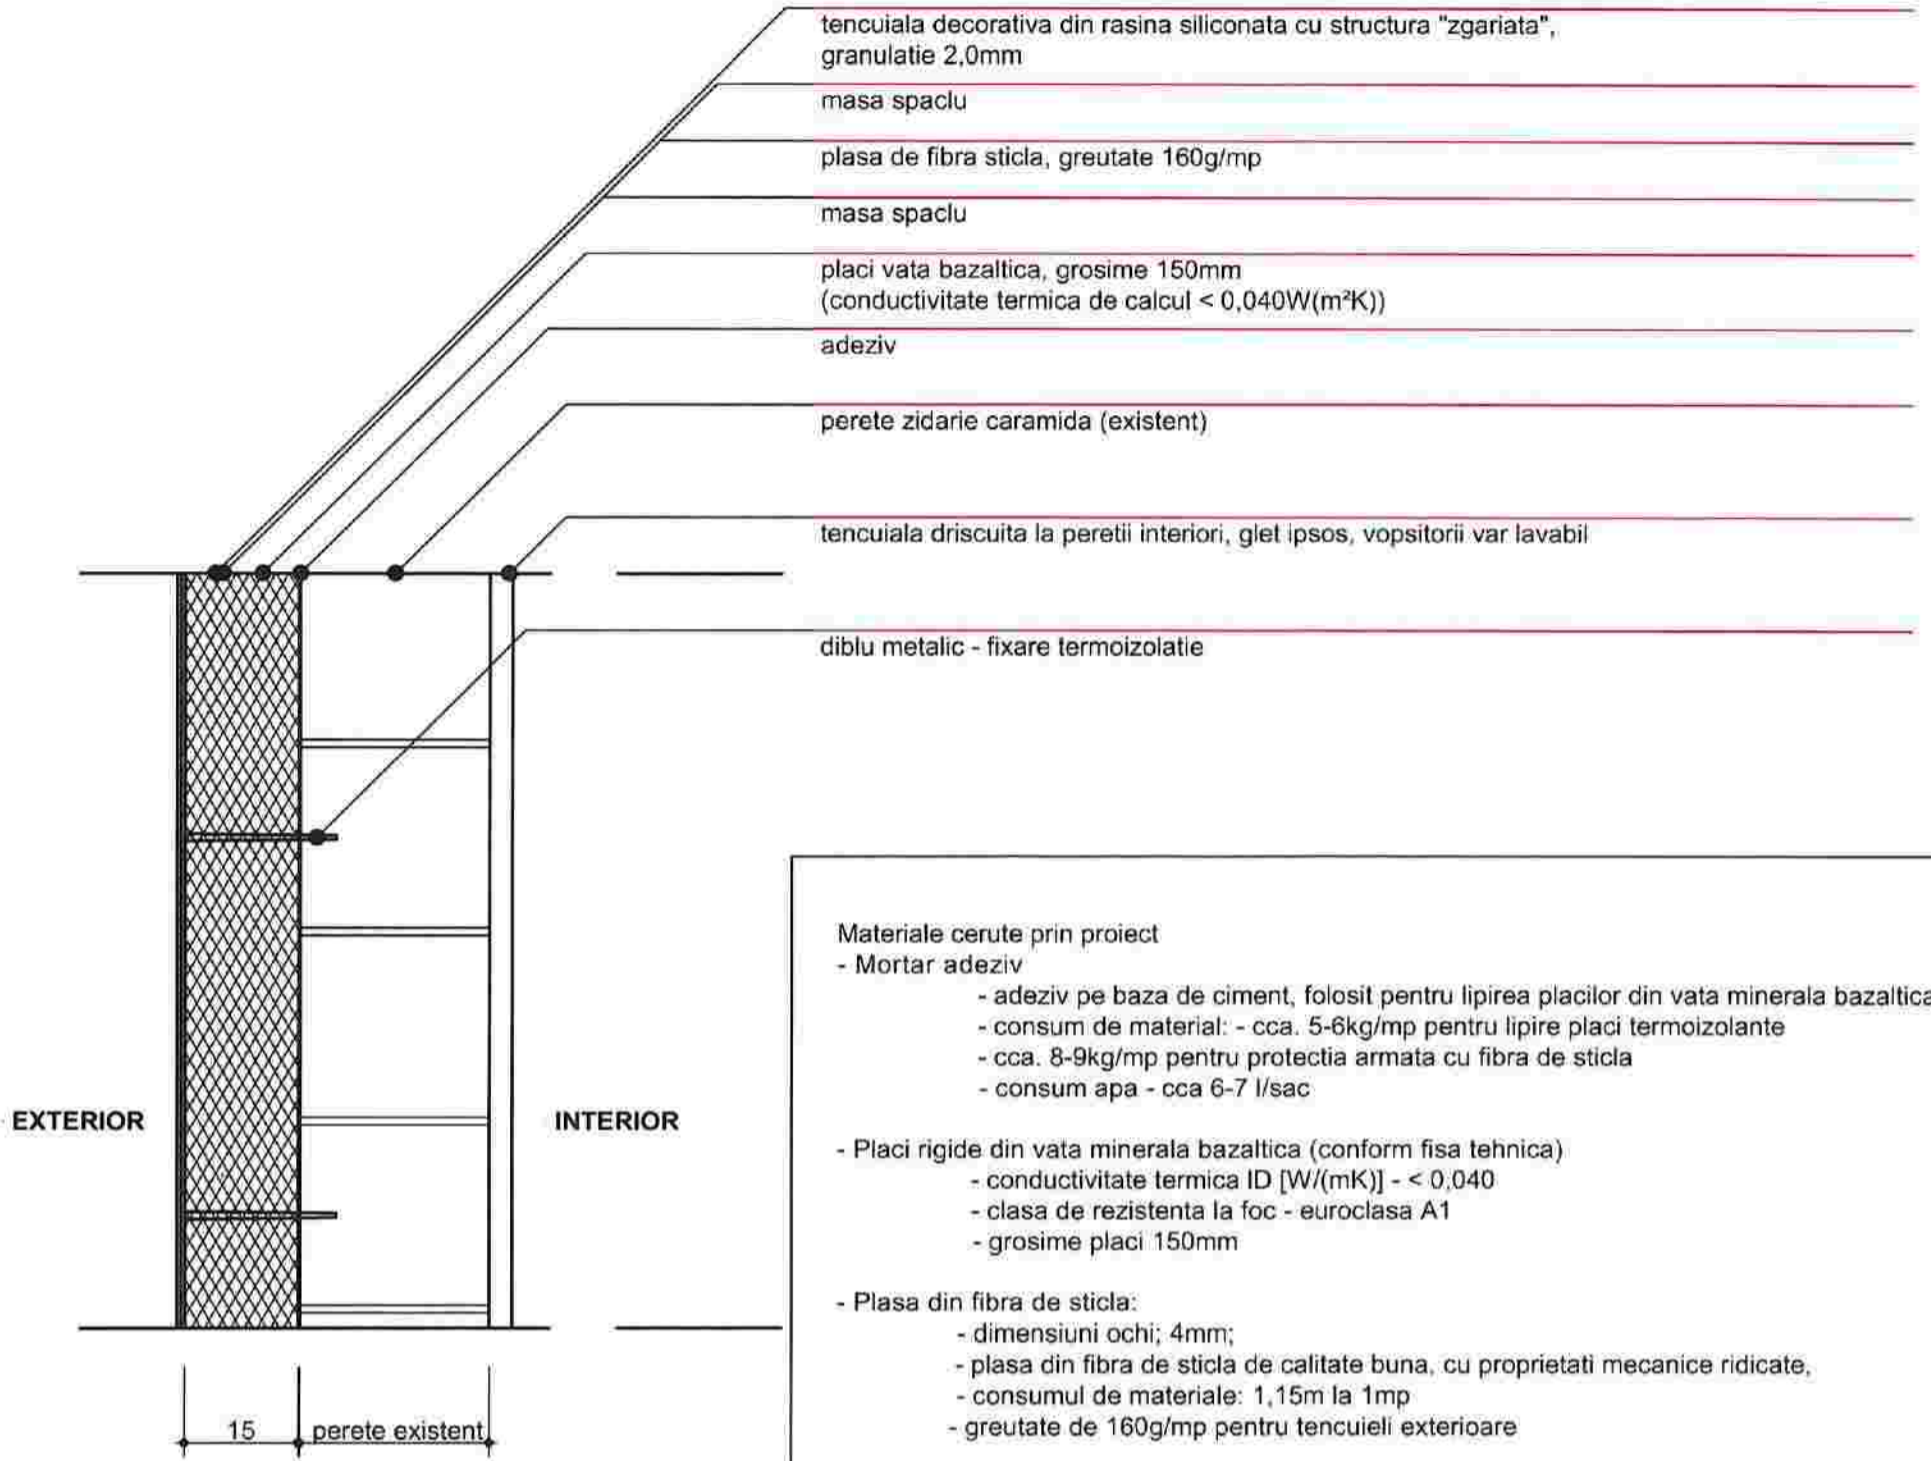 tencuiala decorativa din rasina siliconata cu structura "zgariata",
granulatie 2,0mm
masa spaclu
plasa de fibra sticla, greutate 160g/mp
masa spaclu
placi vata bazaltica, grosime 150mm
(conductivitate termica de calcul < 0,040W(m²K))
adeziv
perete zidarie caramida (existent)
tencuiala driscuita la peretii interiori, glet ipsos, vopsitorii var lavabil
diblu metalic - fixare termoizolatie
EXTERIOR
INTERIOR
15
perete existent
Materiale cerute prin proiect
- Mortar adeziv
- adeziv pe baza de ciment, folosit pentru lipirea placilor din vata minerala bazaltica
- consum de material: - cca. 5-6kg/mp pentru lipire placi termoizolante
- cca. 8-9kg/mp pentru protectia armata cu fibra de sticla
- consum apa - cca 6-7 l/sac
- Placi rigide din vata minerala bazaltica (conform fisa tehnica)
- conductivitate termica lD [W/(mK)] - < 0,040
- clasa de rezistenta la foc - euroclasa A1
- grosime placi 150mm
- Plasa din fibra de sticla:
- dimensiuni ochi; 4mm;
- plasa din fibra de sticla de calitate buna, cu proprietati mecanice ridicate,
- consumul de materiale: 1,15m la 1mp
- greutate de 160g/mp pentru tencuieli exterioare